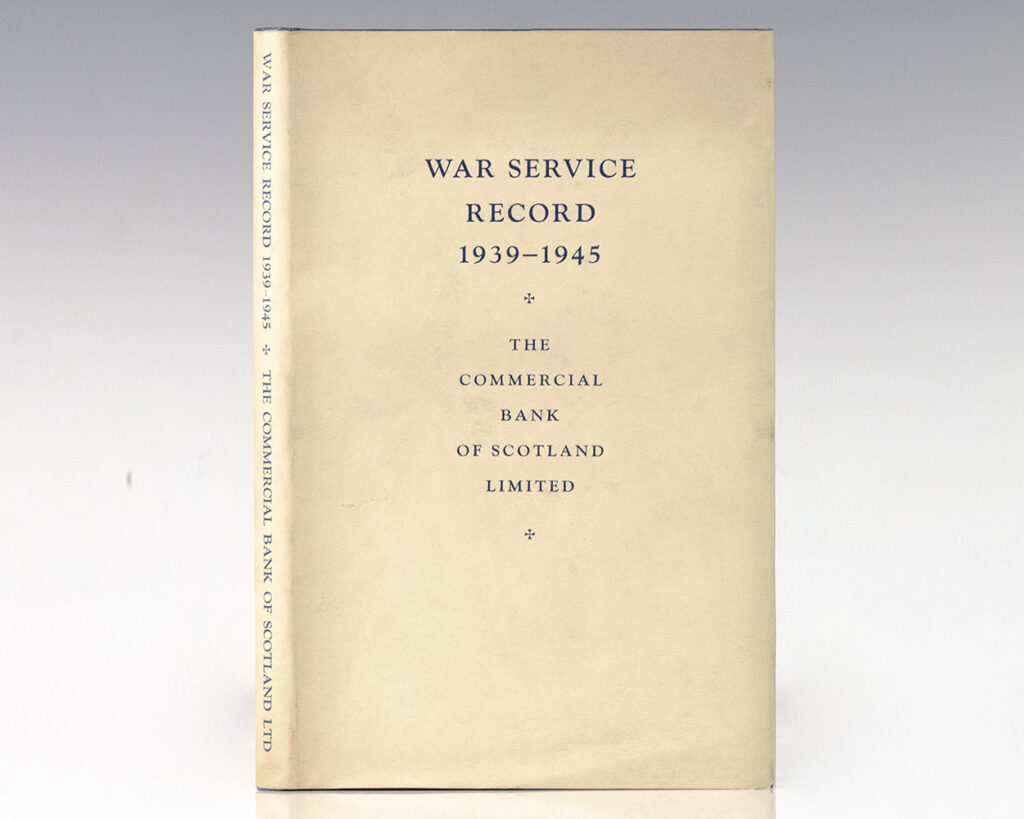 WAR SERVICE RECORD 1939–1945 ✠ THE COMMERCIAL BANK OF SCOTLAND LTD
WAR SERVICE
RECORD
1939–1945
✠
THE
COMMERCIAL
BANK
OF SCOTLAND
LIMITED
✠